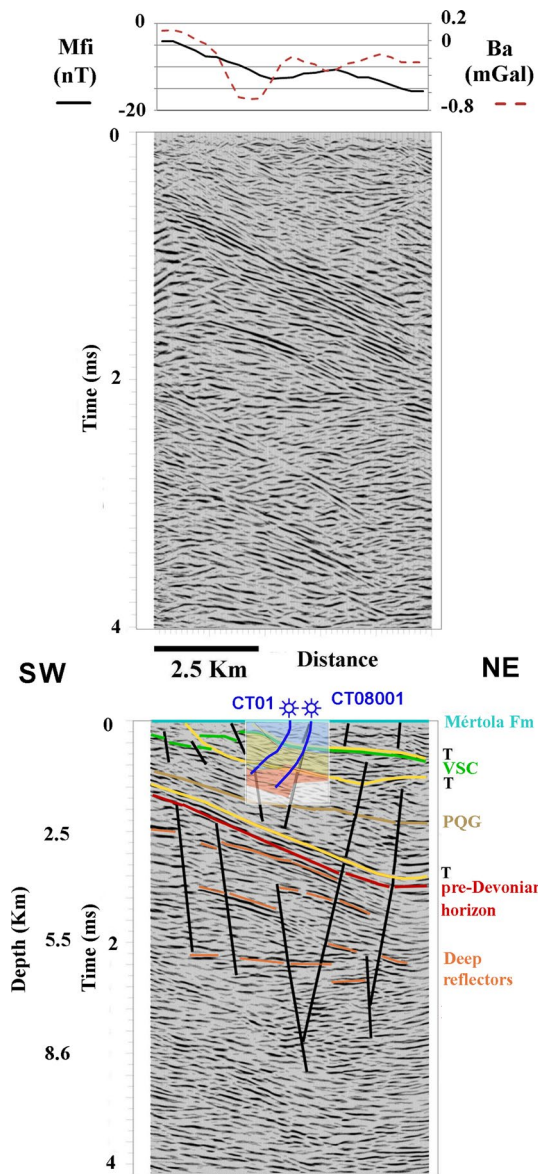 0
0.2
Mfi
0
Ba
(nT)
(mGal)
-20
-0.8
0
Time (ms)
2
4
SW
2.5 Km
Distance
NE
CT01
CT08001
0
Mértola Fm
T
VSC
T
2.5
PQG
T
pre-Devonian
horizon
Depth (Km)
Time (ms)
5.5
2
Deep
reflectors
8.6
4